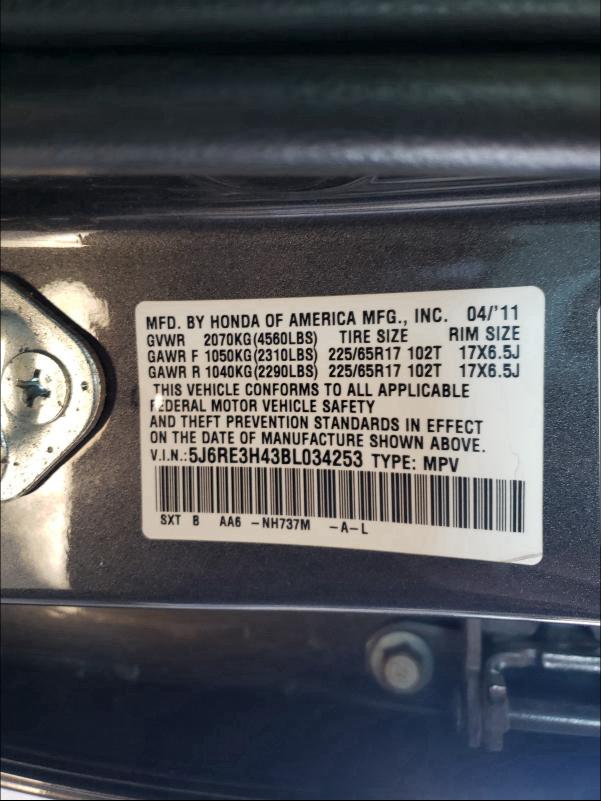 MFD. BY HONDA OF AMERICA MFG., INC. 04/'11
GVWR 2070KG(4560LBS) TIRE SIZE RIM SIZE
GAWR F 1050KG(2310LBS) 225/65R17 102T 17X6.5J
GAWR R 1040KG(2290LBS) 225/65R17 102T 17X6.5J
THIS VEHICLE CONFORMS TO ALL APPLICABLE
FEDERAL MOTOR VEHICLE SAFETY
AND THEFT PREVENTION STANDARDS IN EFFECT
ON THE DATE OF MANUFACTURE SHOWN ABOVE.
V.I.N.:5J6RE3H43BL034253 TYPE: MPV
SXT B AA6 -NH737M -A-L